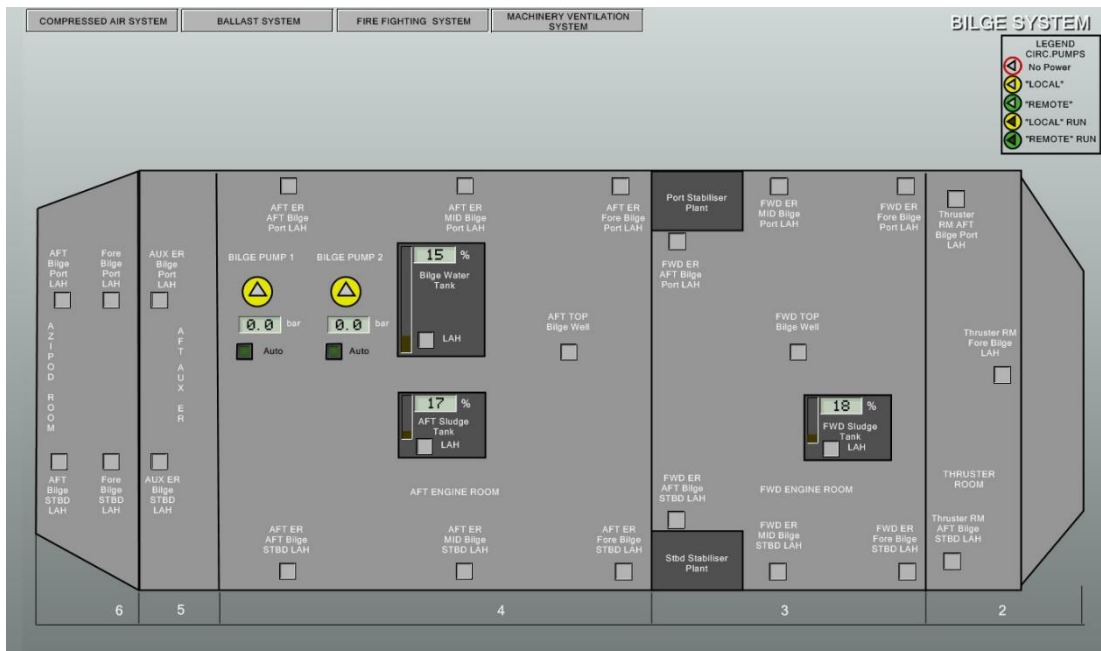 COMPRESSED AIR SYSTEM
BALLAST SYSTEM
FIRE FIGHTING SYSTEM
MACHINERY VENTILATION
SYSTEM
BILGE SYSTEM
LEGEND
CIRC.PUMPS
No Power
"LOCAL"
"REMOTE"
"LOCAL" RUN
"REMOTE" RUN
AFT
Bilge
Port
LAH
Fore
Bilge
Port
LAH
AUX ER
Bilge
Port
LAH
AZIPOD ROOM
AFT AUX ER
AFT
Bilge
STBD
LAH
Fore
Bilge
STBD
LAH
AUX ER
Bilge
STBD
LAH
AFT ER
AFT Bilge
Port LAH
AFT ER
MID Bilge
Port LAH
AFT ER
Fore Bilge
Port LAH
BILGE PUMP 1
0.0 bar
Auto
BILGE PUMP 2
0.0 bar
Auto
15 %
Bilge Water
Tank
LAH
17 %
AFT Sludge
Tank
LAH
AFT TOP
Bilge Well
AFT ENGINE ROOM
AFT ER
AFT Bilge
STBD LAH
AFT ER
MID Bilge
STBD LAH
AFT ER
Fore Bilge
STBD LAH
Port Stabiliser
Plant
FWD ER
AFT Bilge
Port LAH
FWD ER
MID Bilge
Port LAH
FWD ER
Fore Bilge
Port LAH
FWD TOP
Bilge Well
18 %
FWD Sludge
Tank
LAH
FWD ER
AFT Bilge
STBD LAH
FWD ENGINE ROOM
Stbd Stabiliser
Plant
FWD ER
MID Bilge
STBD LAH
FWD ER
Fore Bilge
STBD LAH
Thruster
RM AFT
Bilge Port
LAH
Thruster RM
Fore Bilge
LAH
THRUSTER
ROOM
Thruster RM
AFT Bilge
STBD LAH
6
5
4
3
2